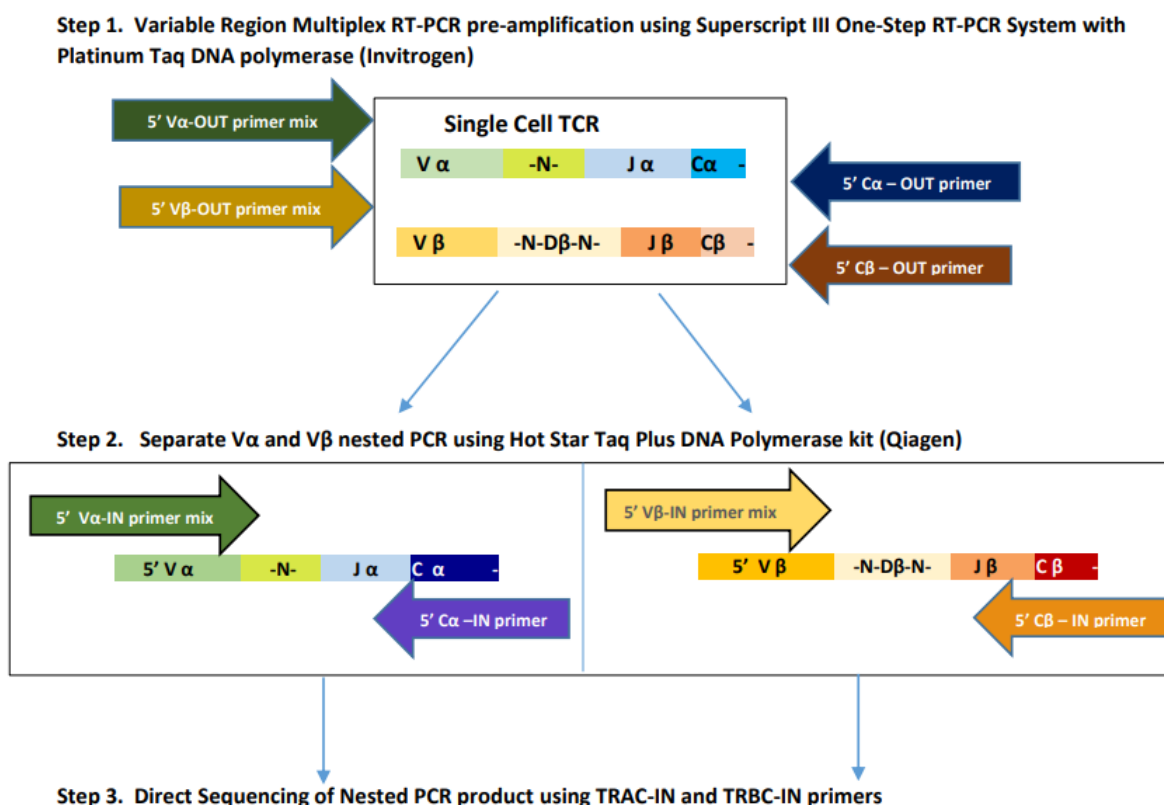 Step 1.  Variable Region Multiplex RT-PCR pre-amplification using Superscript III One-Step RT-PCR System with
Platinum Taq DNA polymerase (Invitrogen)
5’ Vα-OUT primer mix
Single Cell TCR
V α -N- J α Cα -
5’ Cα – OUT primer
5’ Vβ-OUT primer mix
V β -N-Dβ-N- J β Cβ -
5’ Cβ – OUT primer
Step 2.   Separate Vα and Vβ nested PCR using Hot Star Taq Plus DNA Polymerase kit (Qiagen)
5’ Vα-IN primer mix
5’ V α -N- J α C α -
5’ Cα –IN primer
5’ Vβ-IN primer mix
5’ V β -N-Dβ-N- J β C β -
5’ Cβ – IN primer
Step 3.  Direct Sequencing of Nested PCR product using TRAC-IN and TRBC-IN primers